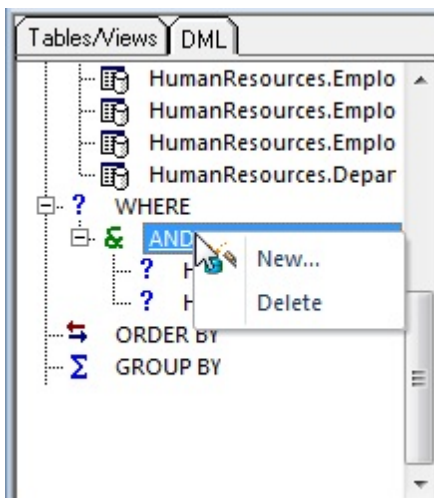 Tables/Views DML
HumanResources.Emplo
HumanResources.Emplo
HumanResources.Emplo
HumanResources.Depar
? WHERE
& AND
New...
? H
? H
Delete
ORDER BY
Σ GROUP BY